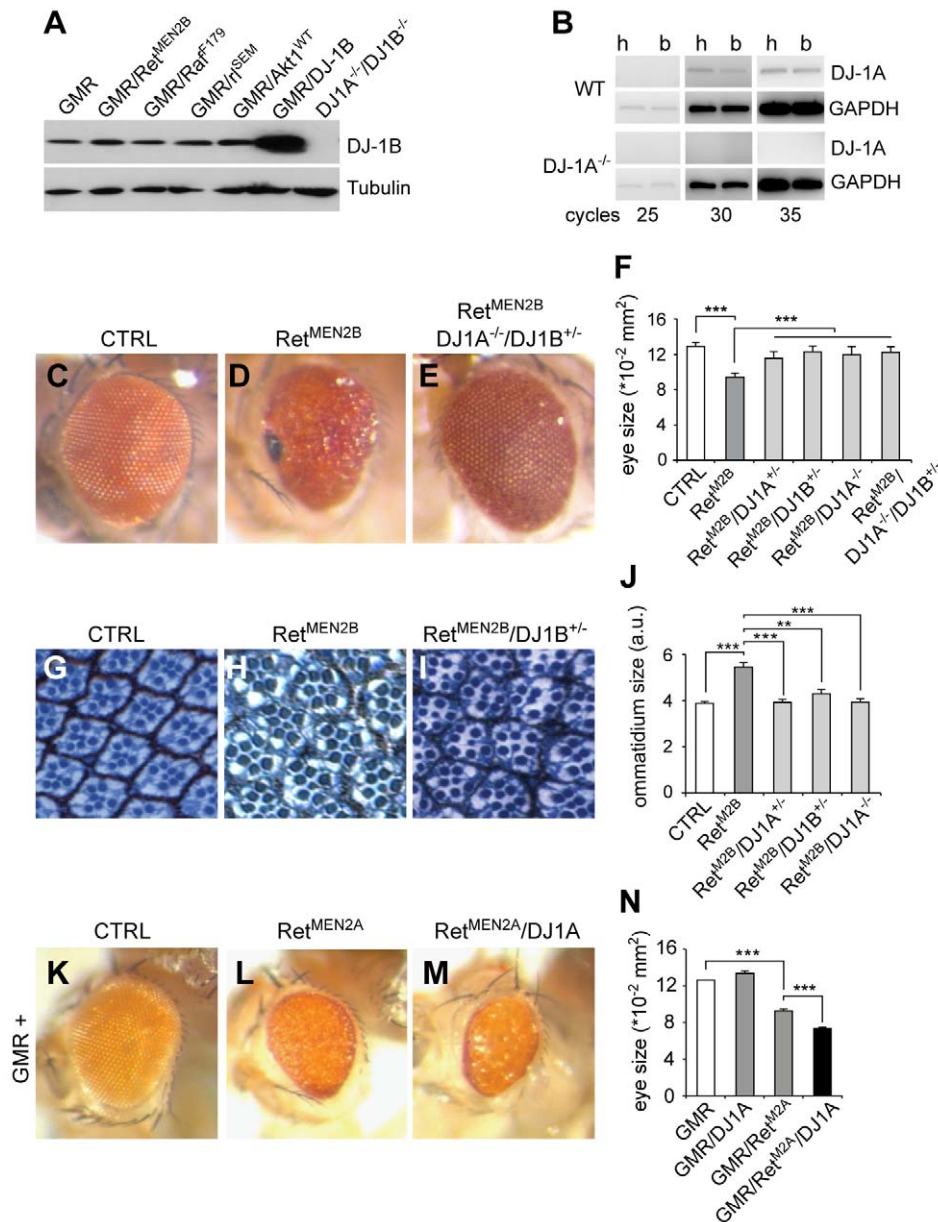 A
GMR
GMR/Ret^MEN2B
GMR/Raf^F179
GMR/rl^SEM
GMR/Akt1^WT
GMR/DJ-1B
DJ1A^-/-/DJ1B^-/-
DJ-1B
Tubulin
B
h b h b h b
WT
DJ-1A
GAPDH
DJ-1A^-/-
DJ-1A
GAPDH
cycles 25 30 35
CTRL
Ret^MEN2B
Ret^MEN2B
DJ1A^-/-/DJ1B^+/-
C
D
E
F
eye size (*10^-2 mm^2)
16
12
8
4
0
***
***
CTRL
Ret^M2B
Ret^M2B/DJ1A^+/-
Ret^M2B/DJ1B^+/-
Ret^M2B/DJ1A^-/-
Ret^M2B/
DJ1A^-/-/DJ1B^+/-
CTRL
Ret^MEN2B
Ret^MEN2B/DJ1B^+/-
G
H
I
J
ommatidium size (a.u.)
6
4
2
0
***
***
**
***
CTRL
Ret^M2B
Ret^M2B/DJ1A^+/-
Ret^M2B/DJ1B^+/-
Ret^M2B/DJ1A^-/-
CTRL
Ret^MEN2A
Ret^MEN2A/DJ1A
GMR +
K
L
M
N
eye size (*10^-2 mm^2)
16
12
8
4
0
***
***
GMR
GMR/DJ1A
GMR/Ret^M2A
GMR/Ret^M2A/DJ1A